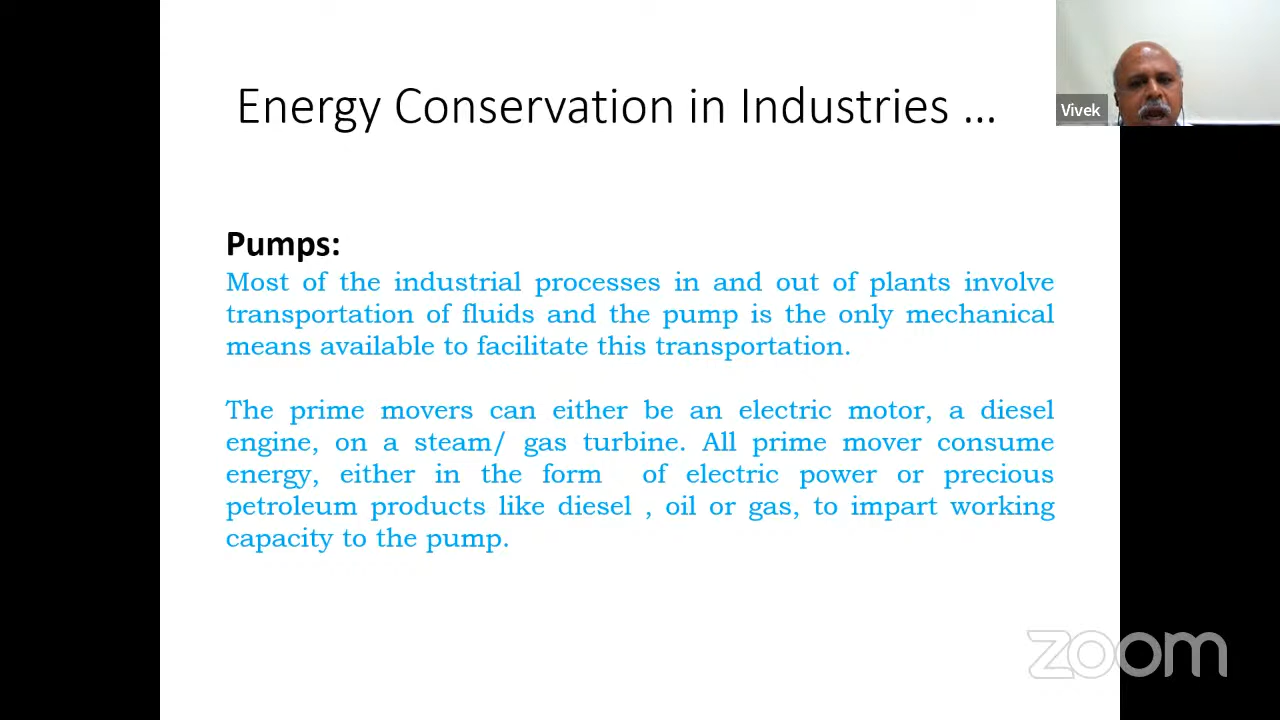 Energy Conservation in Industries ...
Vivek
Pumps:
Most of the industrial processes in and out of plants involve
transportation of fluids and the pump is the only mechanical
means available to facilitate this transportation.
The prime movers can either be an electric motor, a diesel
engine, on a steam/ gas turbine. All prime mover consume
energy, either in the form  of electric power or precious
petroleum products like diesel , oil or gas, to impart working
capacity to the pump.
zoom